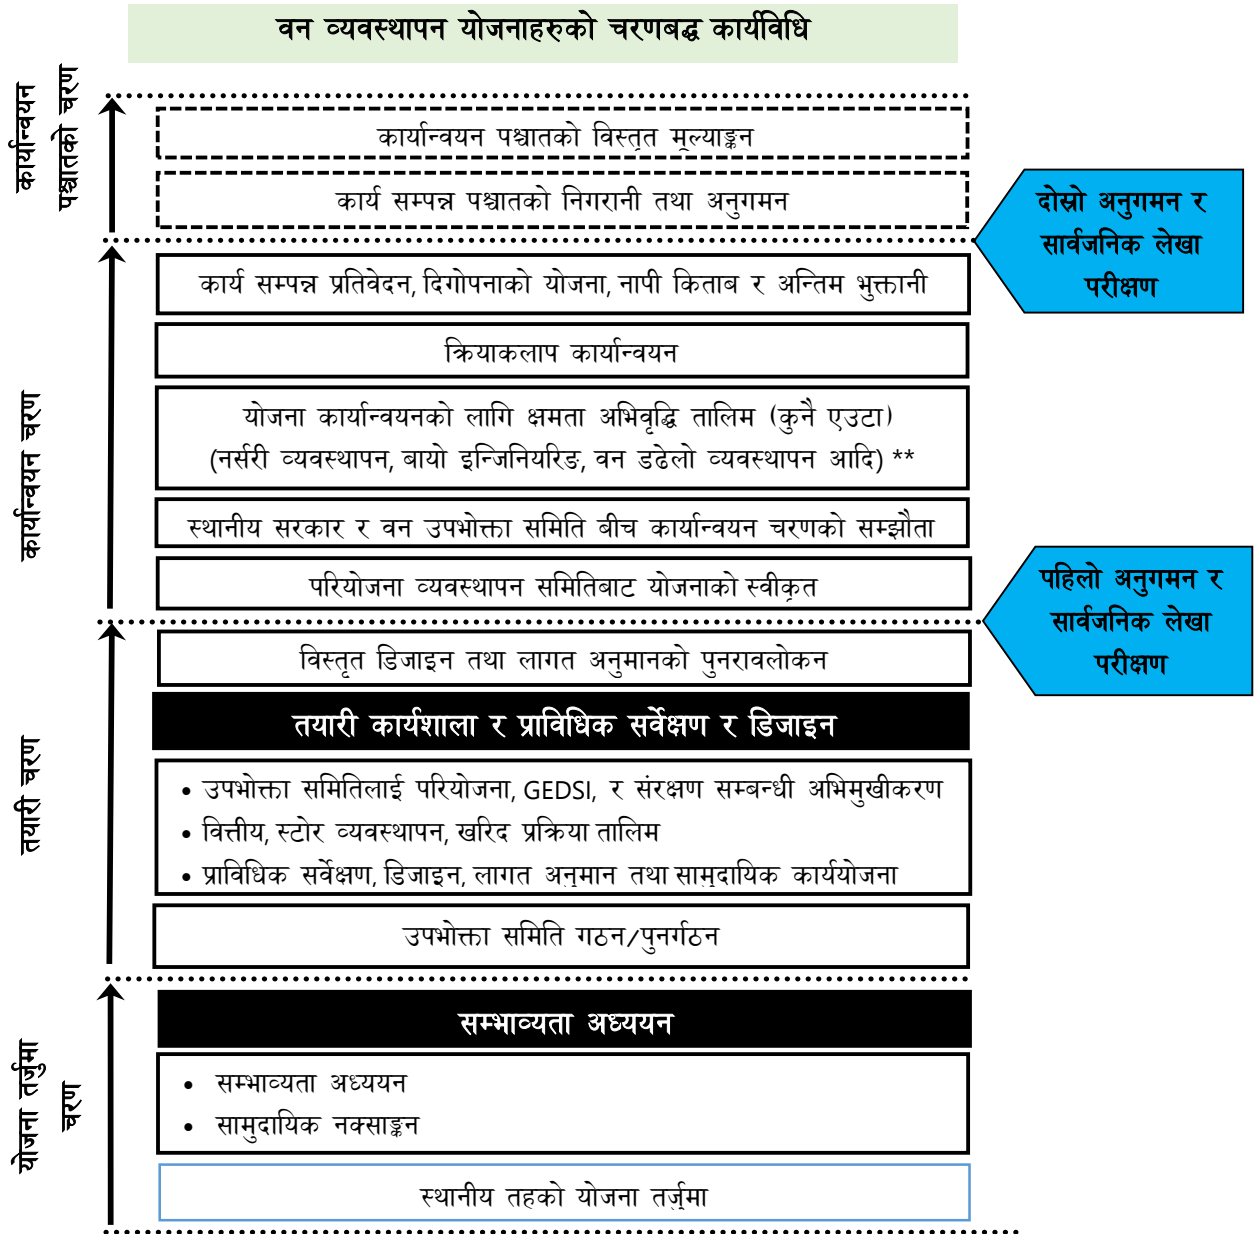 वन व्यवस्थापन योजनाहरुको चरणबद्ध कार्यविधि
कार्यान्वयन
पश्चातको चरण
कार्यान्वयन पश्चातको विस्तृत मूल्याङ्कन
कार्य सम्पन्न पश्चातको निगरानी तथा अनुगमन
दोस्रो अनुगमन र
सार्वजनिक लेखा
परीक्षण
कार्यान्वयन चरण
कार्य सम्पन्न प्रतिवेदन, दिगोपनाको योजना, नापी किताब र अन्तिम भुक्तानी
क्रियाकलाप कार्यान्वयन
योजना कार्यान्वयनको लागि क्षमता अभिवृद्धि तालिम (कुनै एउटा)
(नर्सरी व्यवस्थापन, बायो इन्जिनियरिङ, वन डढेलो व्यवस्थापन आदि) **
स्थानीय सरकार र वन उपभोक्ता समिति बीच कार्यान्वयन चरणको सम्झौता
परियोजना व्यवस्थापन समितिबाट योजनाको स्वीकृत
पहिलो अनुगमन र
सार्वजनिक लेखा
परीक्षण
तयारी चरण
विस्तृत डिजाइन तथा लागत अनुमानको पुनरावलोकन
तयारी कार्यशाला र प्राविधिक सर्वेक्षण र डिजाइन
• उपभोक्ता समितिलाई परियोजना, GEDSI, र संरक्षण सम्बन्धी अभिमुखीकरण
• वित्तीय, स्टोर व्यवस्थापन, खरिद प्रक्रिया तालिम
• प्राविधिक सर्वेक्षण, डिजाइन, लागत अनुमान तथा सामुदायिक कार्ययोजना
उपभोक्ता समिति गठन/पुनर्गठन
योजना तर्जुमा
चरण
सम्भाव्यता अध्ययन
• सम्भाव्यता अध्ययन
• सामुदायिक नक्साङ्कन
स्थानीय तहको योजना तर्जुमा